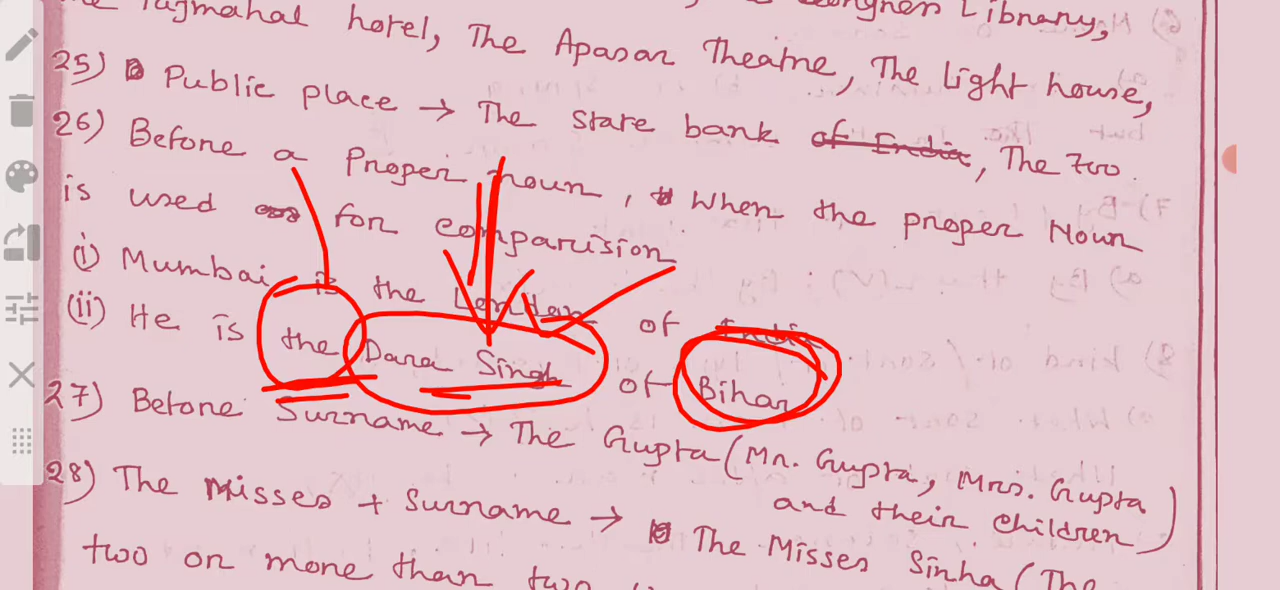 Tajmahal hotel, The Apasar Theatre, The Light house,
Library,
25) Public place → The state bank of India, The Zoo
26) Before a Proper noun, When the proper Noun
is used for comparision
(i) Mumbai is the London of India
(ii) He is the Dara Singh of Bihar
27) Before Surname → The Gupta (Mr. Gupta, Mrs. Gupta
and their children)
28) The Misses + Surname → The Misses Sinha (The
two or more than two